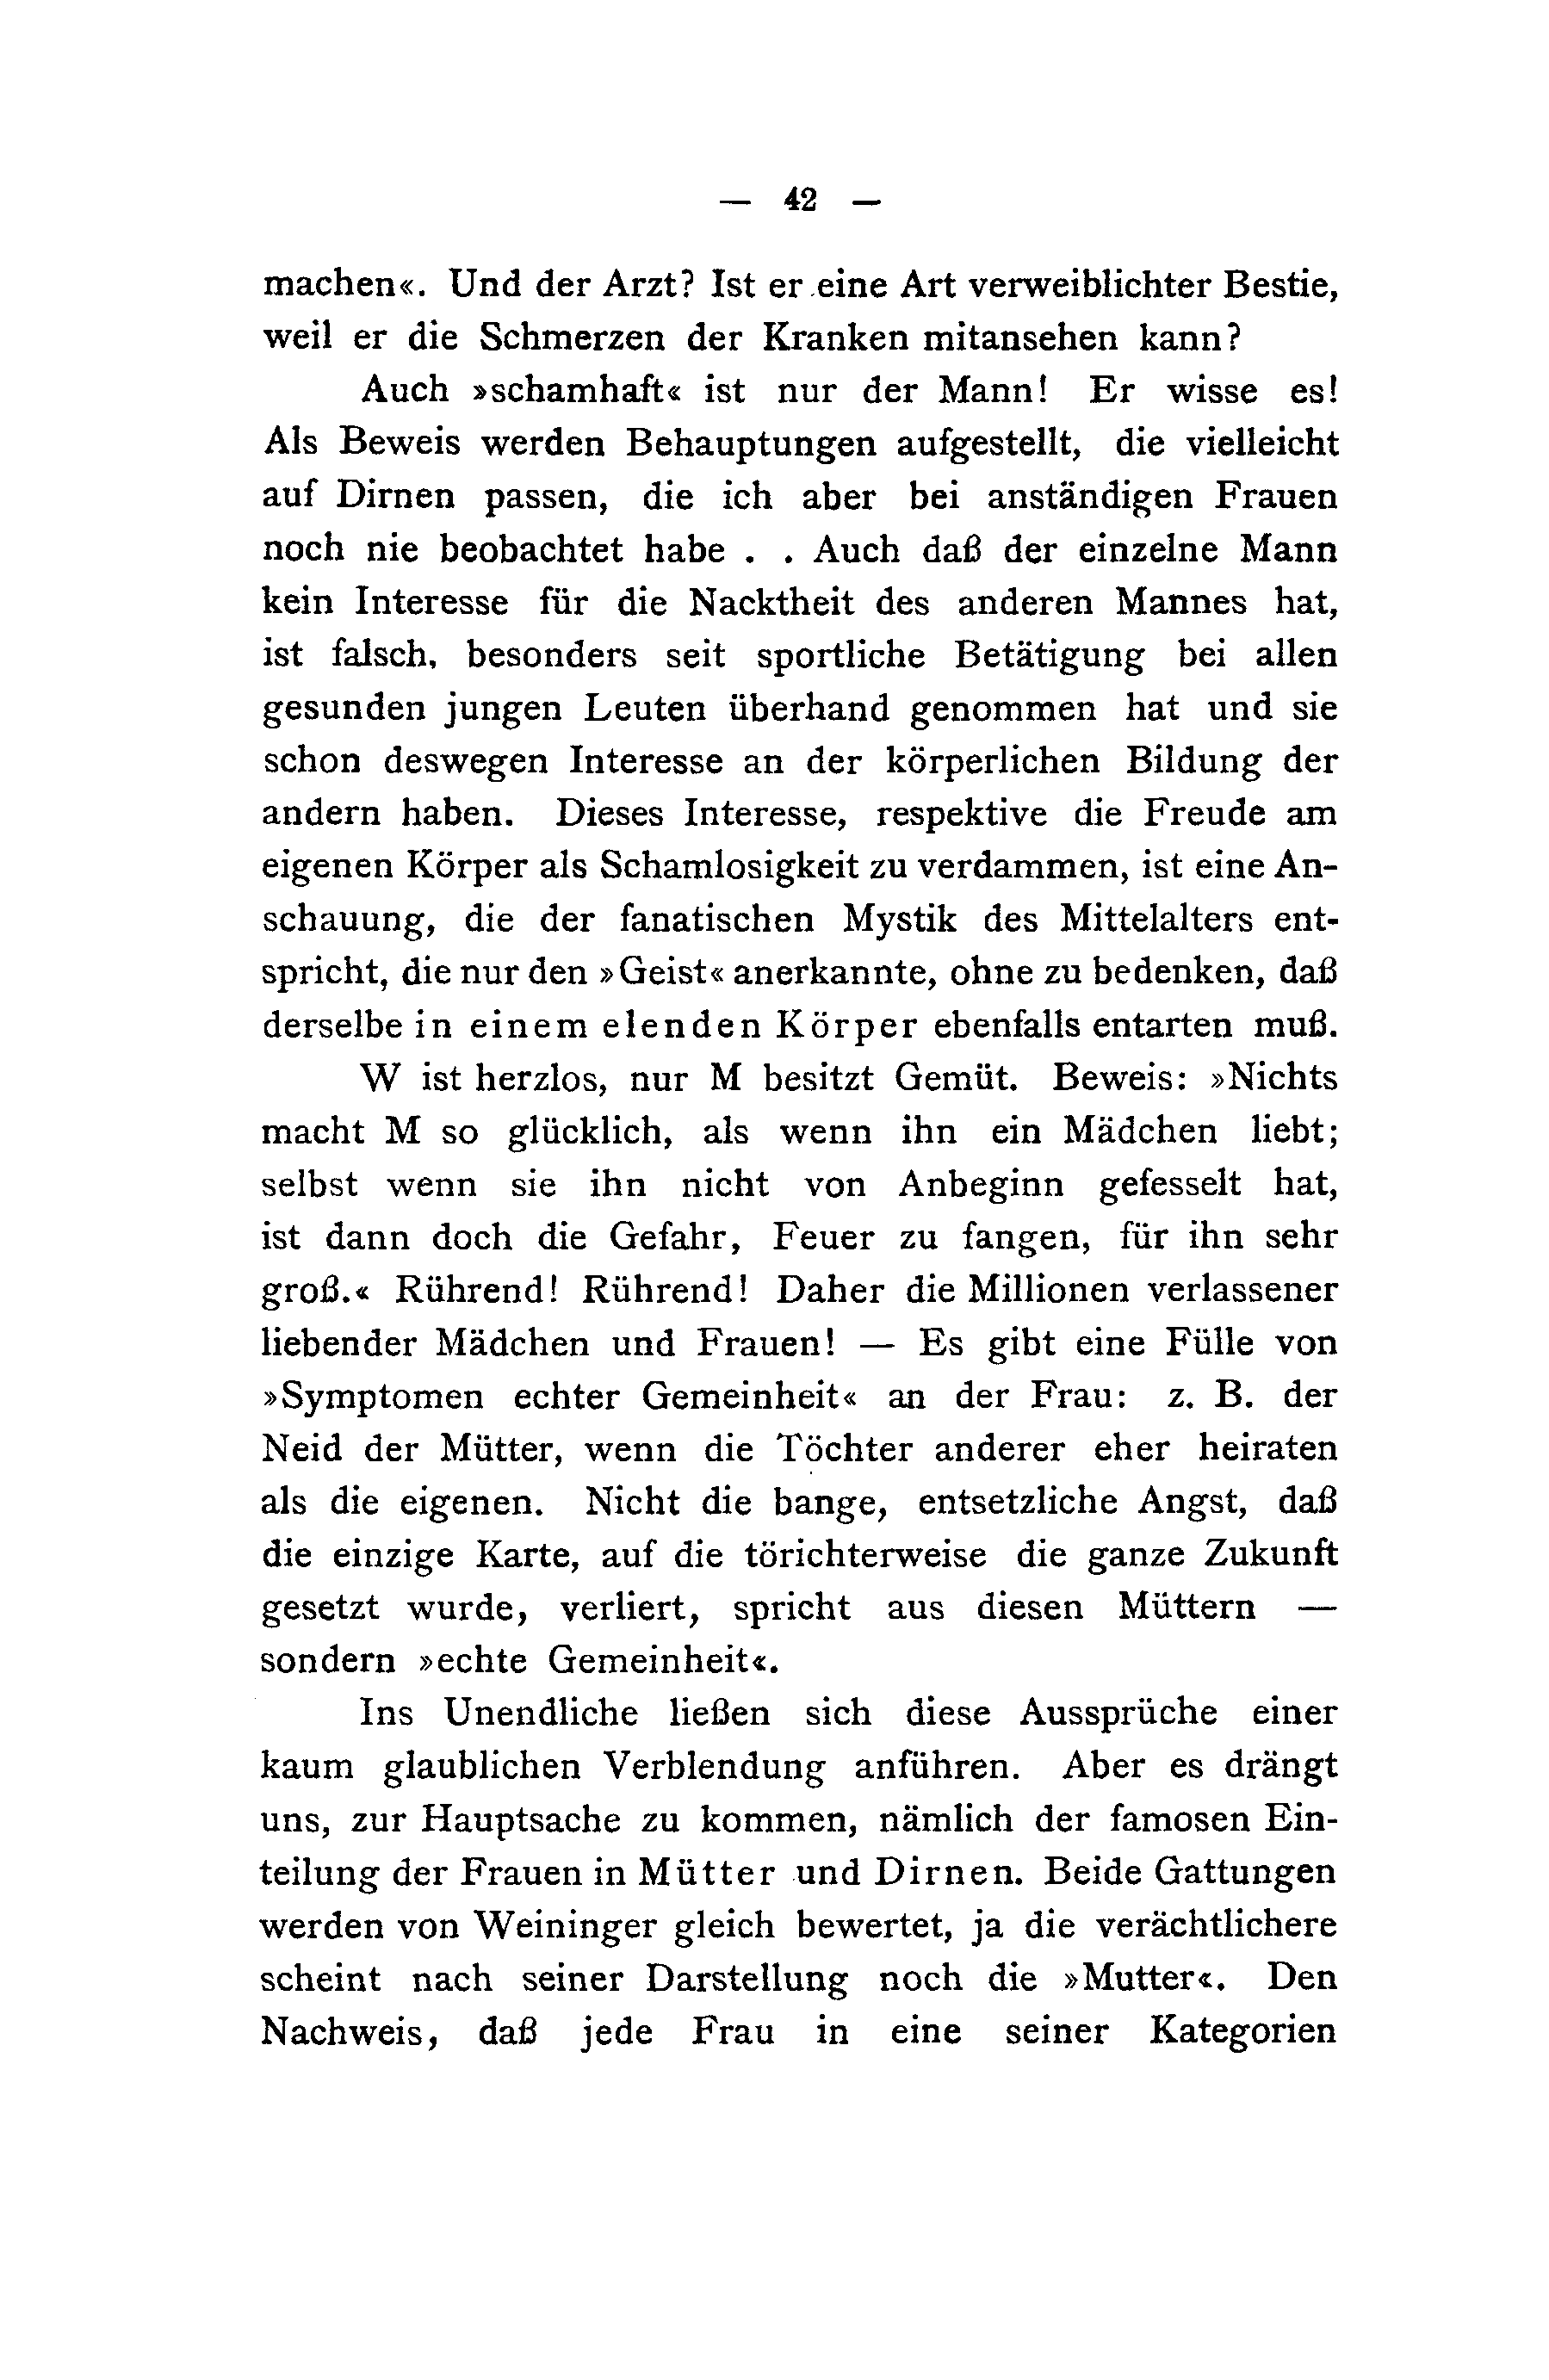 — 42 —
machen«. Und der Arzt? Ist er eine Art verweiblichter Bestie,
weil er die Schmerzen der Kranken mitansehen kann?
Auch »schamhaft« ist nur der Mann! Er wisse es!
Als Beweis werden Behauptungen aufgestellt, die vielleicht
auf Dirnen passen, die ich aber bei anständigen Frauen
noch nie beobachtet habe . . Auch daß der einzelne Mann
kein Interesse für die Nacktheit des anderen Mannes hat,
ist falsch, besonders seit sportliche Betätigung bei allen
gesunden jungen Leuten überhand genommen hat und sie
schon deswegen Interesse an der körperlichen Bildung der
andern haben. Dieses Interesse, respektive die Freude am
eigenen Körper als Schamlosigkeit zu verdammen, ist eine An-
schauung, die der fanatischen Mystik des Mittelalters ent-
spricht, die nur den »Geist« anerkannte, ohne zu bedenken, daß
derselbe in einem elenden Körper ebenfalls entarten muß.
W ist herzlos, nur M besitzt Gemüt. Beweis: »Nichts
macht M so glücklich, als wenn ihn ein Mädchen liebt;
selbst wenn sie ihn nicht von Anbeginn gefesselt hat,
ist dann doch die Gefahr, Feuer zu fangen, für ihn sehr
groß.« Rührend! Rührend! Daher die Millionen verlassener
liebender Mädchen und Frauen! — Es gibt eine Fülle von
»Symptomen echter Gemeinheit« an der Frau: z. B. der
Neid der Mütter, wenn die Töchter anderer eher heiraten
als die eigenen. Nicht die bange, entsetzliche Angst, daß
die einzige Karte, auf die törichterweise die ganze Zukunft
gesetzt wurde, verliert, spricht aus diesen Müttern —
sondern »echte Gemeinheit«.
Ins Unendliche ließen sich diese Aussprüche einer
kaum glaublichen Verblendung anführen. Aber es drängt
uns, zur Hauptsache zu kommen, nämlich der famosen Ein-
teilung der Frauen in Mütter und Dirnen. Beide Gattungen
werden von Weininger gleich bewertet, ja die verächtlichere
scheint nach seiner Darstellung noch die »Mutter«. Den
Nachweis, daß jede Frau in eine seiner Kategorien